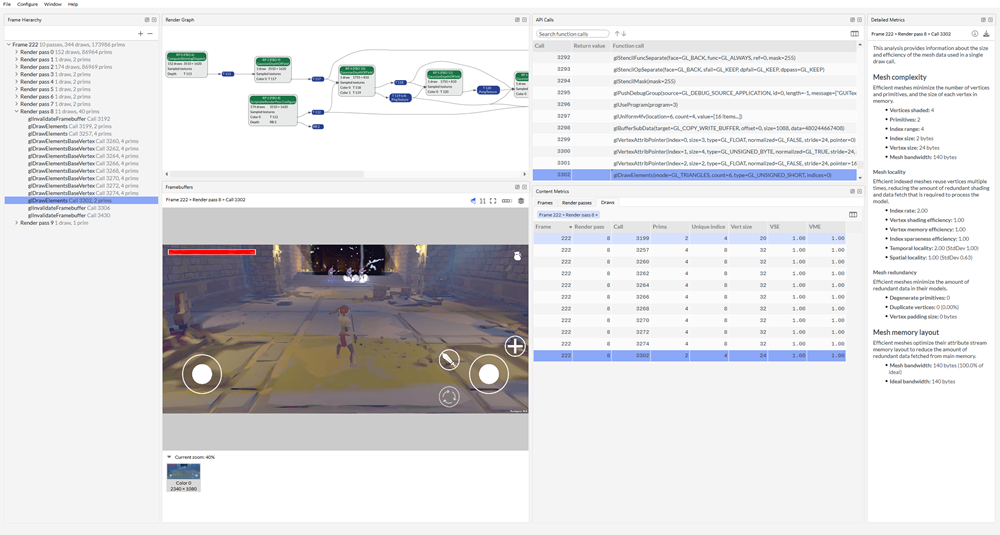 File Configure Window Help
Frame Hierarchy
Frame 222 10 passes, 344 draws, 173986 prims
Render pass 0 152 draws, 86964 prims
Render pass 1 1 draw, 2 prims
Render pass 2 174 draws, 86966 prims
Render pass 3 1 draw, 2 prims
Render pass 4 1 draw, 2 prims
Render pass 5 1 draw, 2 prims
Render pass 6 1 draw, 2 prims
Render pass 7 1 draw, 2 prims
Render pass 8 11 draws, 40 prims
glInvalidateFramebuffer Call 3192
glDrawElements Call 3199, 2 prims
glDrawElements Call 3257, 4 prims
glDrawElementsBaseVertex Call 3260, 4 prims
glDrawElementsBaseVertex Call 3262, 4 prims
glDrawElementsBaseVertex Call 3264, 4 prims
glDrawElementsBaseVertex Call 3266, 4 prims
glDrawElementsBaseVertex Call 3268, 4 prims
glDrawElementsBaseVertex Call 3270, 4 prims
glDrawElementsBaseVertex Call 3272, 4 prims
glDrawElementsBaseVertex Call 3274, 4 prims
glDrawElements Call 3302, 2 prims
glInvalidateFramebuffer Call 3306
glInvalidateFramebuffer Call 3430
Render pass 9 1 draw, 1 prim
Render Graph
Framebuffers
Frame 222 > Render pass 8 > Call 3302
Current zoom: 40%
Color 0
2340 × 1080
API Calls
Search function calls
Call Return value Function call
3292 glStencilFuncSeparate(face=GL_BACK, func=GL_ALWAYS, ref=0, mask=255)
3293 glStencilOpSeparate(face=GL_BACK, sfail=GL_KEEP, dpfail=GL_KEEP, dppass=GL_KEEP)
3294 glStencilMask(mask=255)
3295 glPushDebugGroup(source=GL_DEBUG_SOURCE_APPLICATION, id=0, length=-1, message=["GUITex
3296 glUseProgram(program=3)
3297 glUniform4fv(location=6, count=4, value=[16 items...])
3298 glBufferSubData(target=GL_COPY_WRITE_BUFFER, offset=0, size=1088, data=480244667408)
3299 glVertexAttribPointer(index=0, size=3, type=GL_FLOAT, normalized=GL_FALSE, stride=24, pointer=0)
3300 glVertexAttribPointer(index=1, size=4, type=GL_UNSIGNED_BYTE, normalized=GL_TRUE, stride=24,
3301 glVertexAttribPointer(index=2, size=2, type=GL_FLOAT, normalized=GL_FALSE, stride=24, pointer=16
3302 glDrawElements(mode=GL_TRIANGLES, count=6, type=GL_UNSIGNED_SHORT, indices=0)
Content Metrics
Frames Render passes Draws
Frame 222 > Render pass 8 ×
Frame Render pass Call Prims Unique indice Vert size VSE VME
222 8 3199 2 4 20 1.00 1.00
222 8 3257 4 8 32 1.00 1.00
222 8 3260 4 8 32 1.00 1.00
222 8 3262 4 8 32 1.00 1.00
222 8 3264 4 8 32 1.00 1.00
222 8 3266 4 8 32 1.00 1.00
222 8 3268 4 8 32 1.00 1.00
222 8 3270 4 8 32 1.00 1.00
222 8 3272 4 8 32 1.00 1.00
222 8 3274 4 8 32 1.00 1.00
222 8 3302 2 4 24 1.00 1.00
Detailed Metrics
Frame 222 > Render pass 8 > Call 3302
This analysis provides information about the size
and efficiency of the mesh data used in a single
draw call.
Mesh complexity
Efficient meshes minimize the number of vertices
and primitives, and the size of each vertex in
memory.
• Vertices shaded: 4
• Primitives: 2
• Index range: 4
• Index size: 2 bytes
• Vertex size: 24 bytes
• Mesh bandwidth: 140 bytes
Mesh locality
Efficient indexed meshes reuse vertices multiple
times, reducing the amount of redundant shading
and data fetch that is required to process the
model.
• Index rate: 2.00
• Vertex shading efficiency: 1.00
• Vertex memory efficiency: 1.00
• Index sparseness efficiency: 1.00
• Temporal locality: 2.00 (StdDev 1.00)
• Spatial locality: 1.00 (StdDev 0.63)
Mesh redundancy
Efficient meshes minimize the amount of
redundant data in their models.
• Degenerate primitives: 0
• Duplicate vertices: 0 (0.00%)
• Vertex padding size: 0 bytes
Mesh memory layout
Efficient meshes optimize their attribute stream
memory layout to reduce the amount of
redundant data fetched from main memory.
• Mesh bandwidth: 140 bytes (100.0% of
ideal)
• Ideal bandwidth: 140 bytes